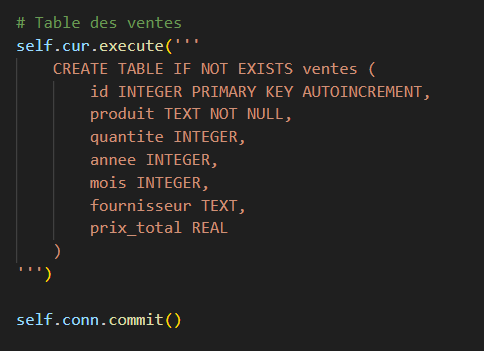 # Table des ventes
self.cur.execute('''
    CREATE TABLE IF NOT EXISTS ventes (
        id INTEGER PRIMARY KEY AUTOINCREMENT,
        produit TEXT NOT NULL,
        quantite INTEGER,
        annee INTEGER,
        mois INTEGER,
        fournisseur TEXT,
        prix_total REAL
    )
''')
self.conn.commit()